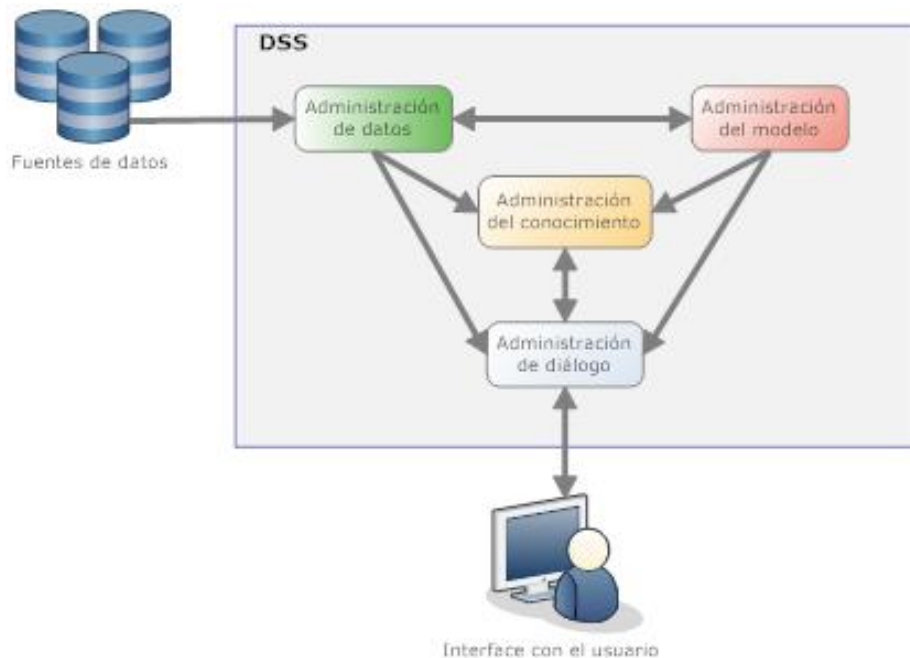 DSS
Administración
de datos
Administración
del modelo
Fuentes de datos
Administración
del conocimiento
Administración
de diálogo
Interface con el usuario